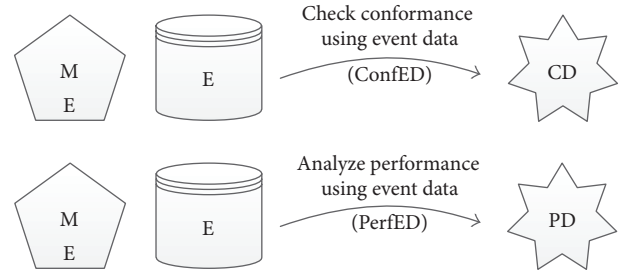 M
E
E
Check conformance
using event data
(ConfED)
CD
M
E
E
Analyze performance
using event data
(PerfED)
PD